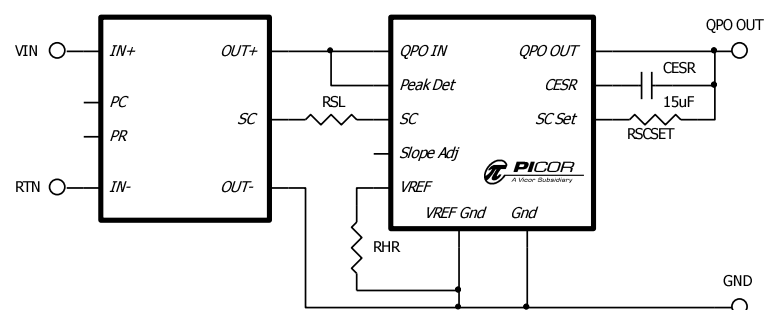 QPO OUT
VIN
IN+
OUT+
QPO IN
QPO OUT
CESR
Peak Det
CESR
PC
RSL
15uF
SC
SC
SC Set
PR
RSCSET
Slope Adj
PICOR
A Vicor Subsidiary
RTN
IN-
OUT-
VREF
VREF Gnd
Gnd
RHR
GND